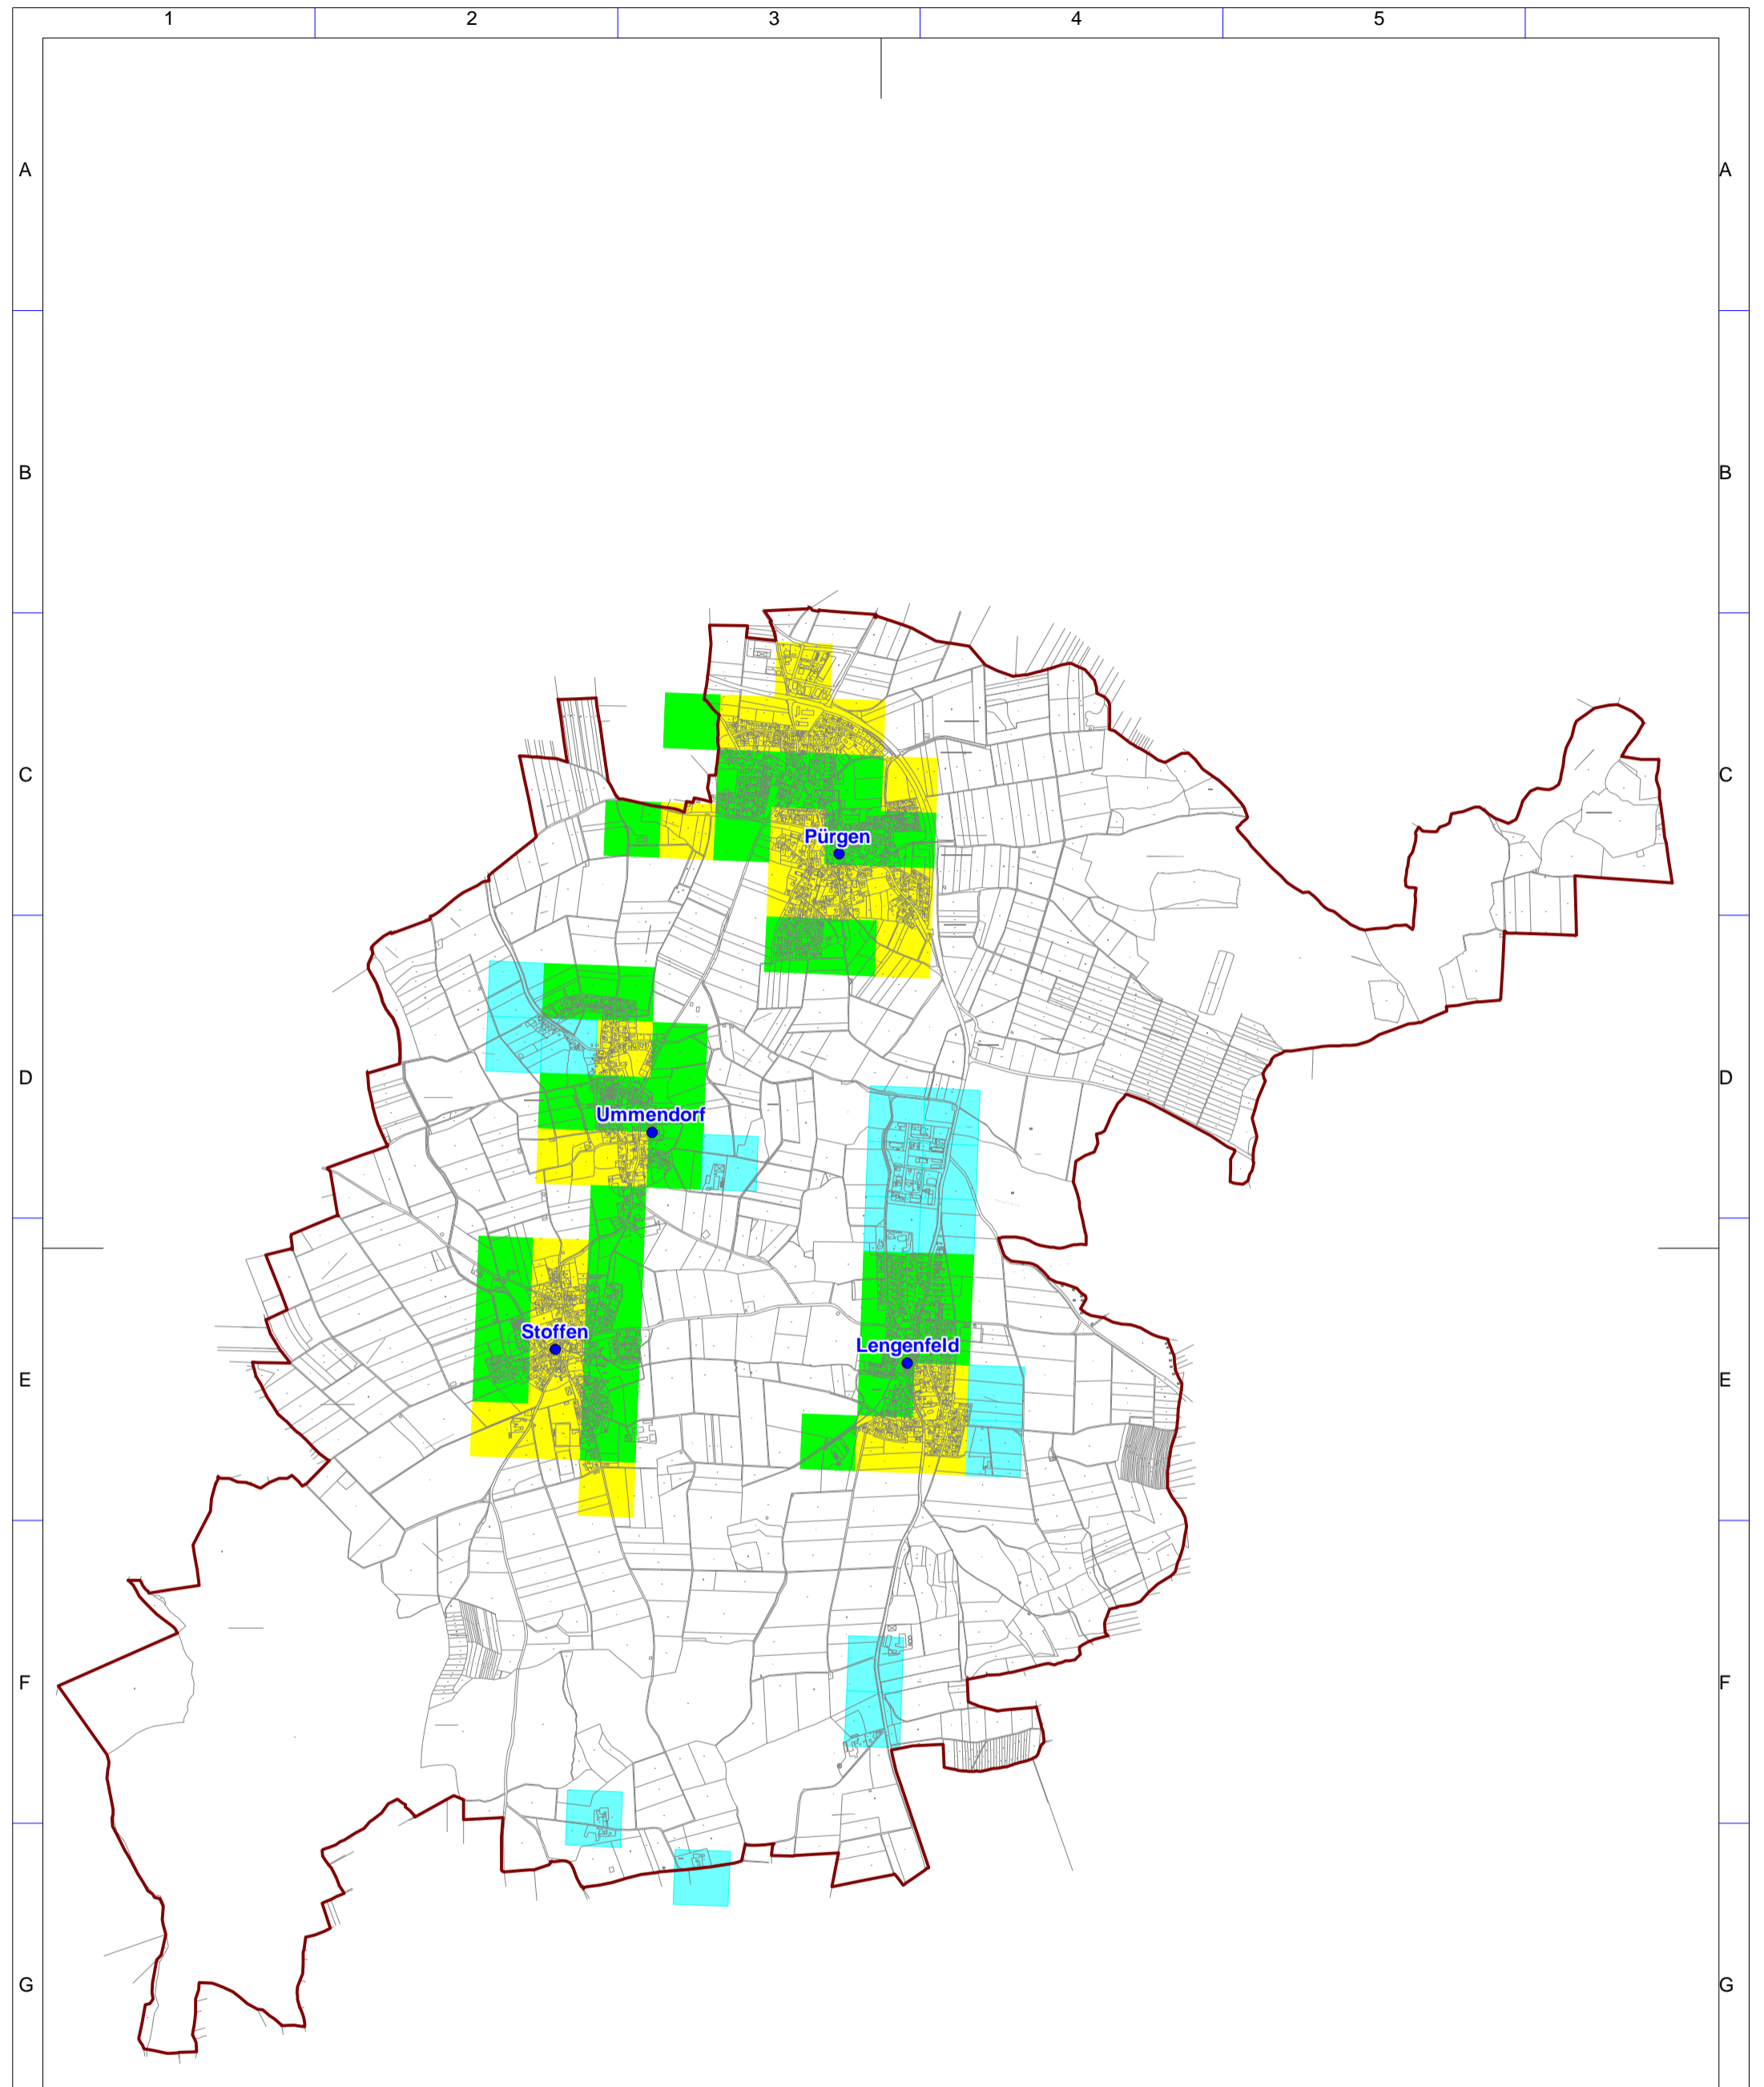 1 2 3 4 5
A A
B B
C C
Pürgen
D D
Ummendorf
Stoffen
Lengenfeld
E E
F F
G G